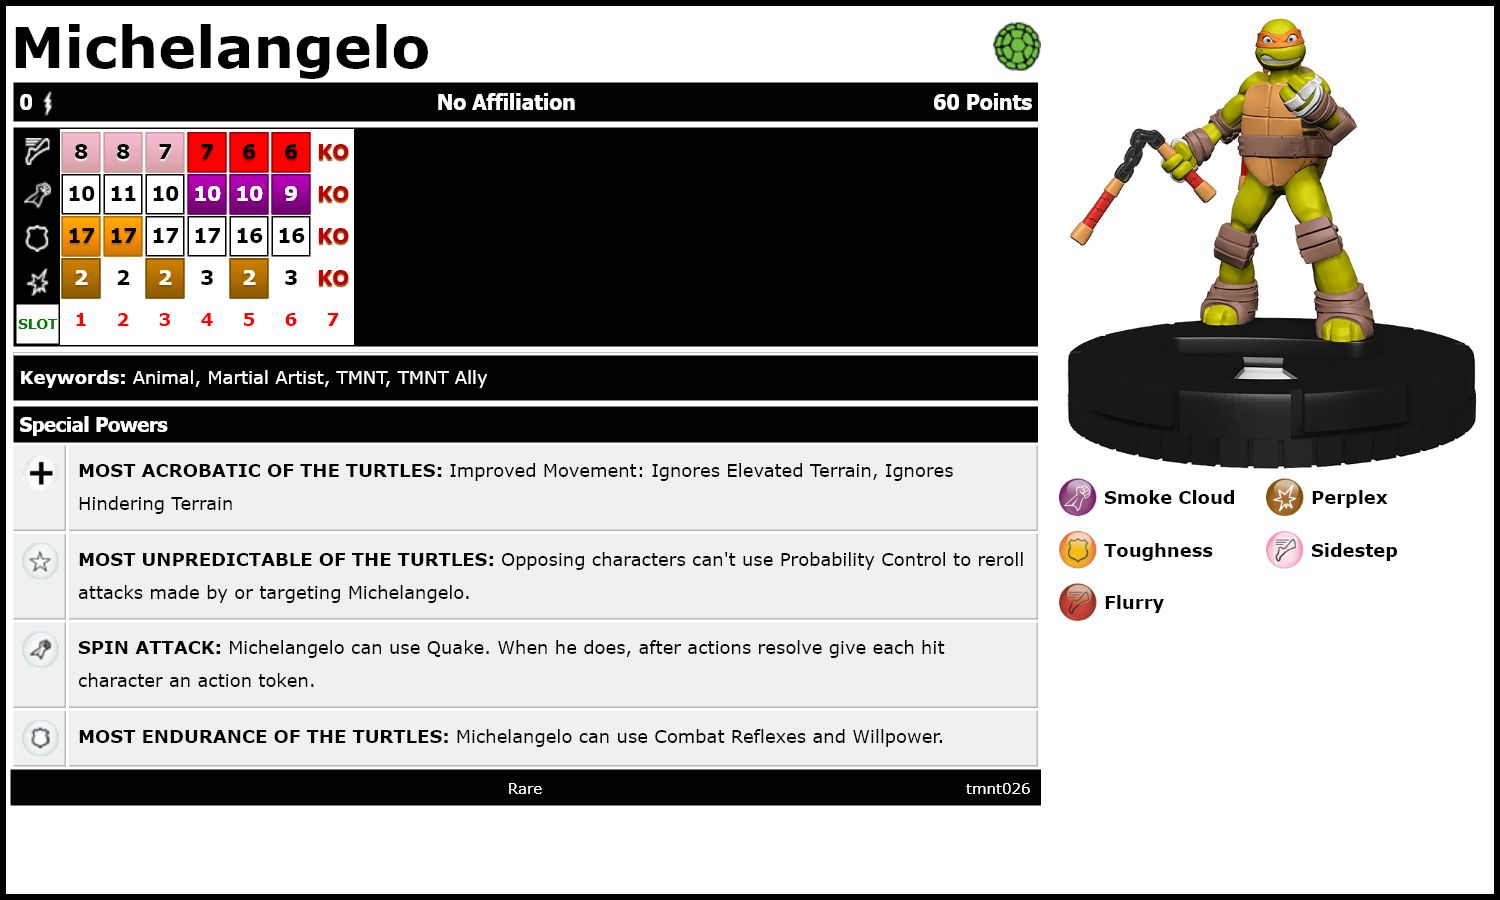 Michelangelo
0 No Affiliation 60 Points
8 8 7 7 6 6 KO
10 11 10 10 10 9 KO
17 17 17 17 16 16 KO
2 2 2 3 2 3 KO
SLOT 1 2 3 4 5 6 7
Keywords: Animal, Martial Artist, TMNT, TMNT Ally
Special Powers
MOST ACROBATIC OF THE TURTLES: Improved Movement: Ignores Elevated Terrain, Ignores
Hindering Terrain
MOST UNPREDICTABLE OF THE TURTLES: Opposing characters can't use Probability Control to reroll
attacks made by or targeting Michelangelo.
SPIN ATTACK: Michelangelo can use Quake. When he does, after actions resolve give each hit
character an action token.
MOST ENDURANCE OF THE TURTLES: Michelangelo can use Combat Reflexes and Willpower.
Rare tmnt026
Smoke Cloud Perplex
Toughness Sidestep
Flurry